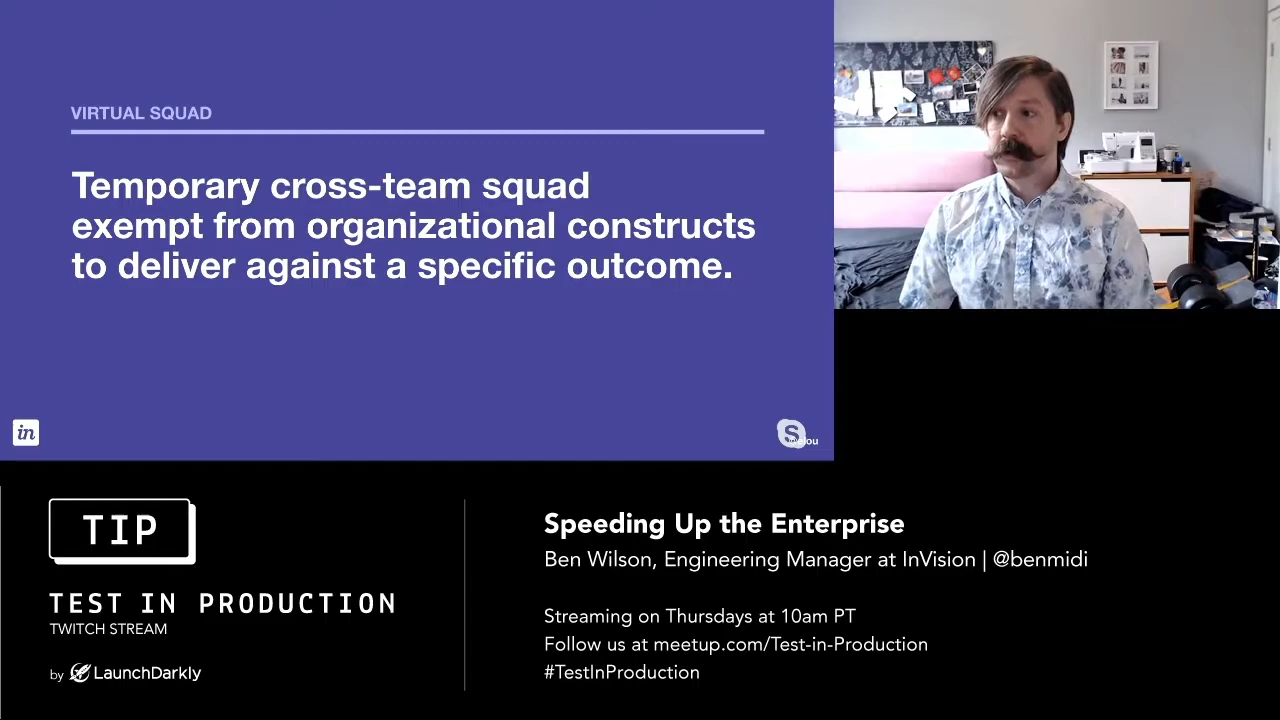 VIRTUAL SQUAD
Temporary cross-team squad
exempt from organizational constructs
to deliver against a specific outcome.
in
S
TIP
TEST IN PRODUCTION
TWITCH STREAM
by LaunchDarkly
Speeding Up the Enterprise
Ben Wilson, Engineering Manager at InVision | @benmidi
Streaming on Thursdays at 10am PT
Follow us at meetup.com/Test-in-Production
#TestInProduction